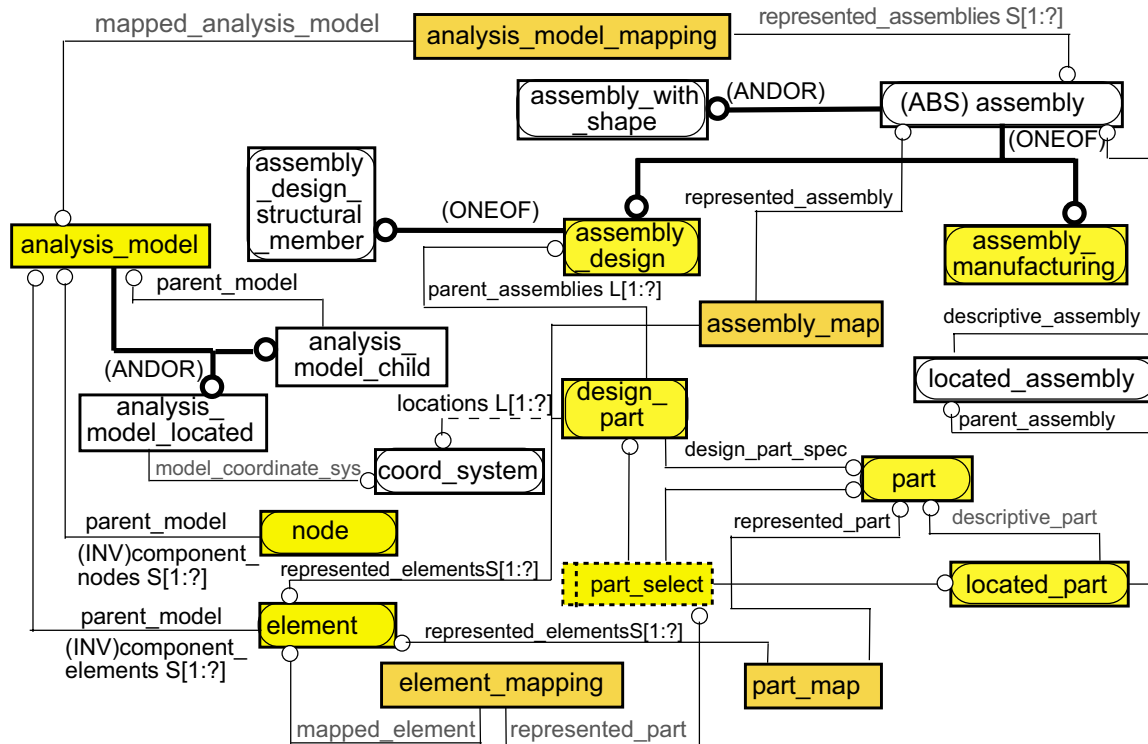 represented_assemblies S[1:?]
mapped_analysis_model
analysis_model_mapping
assembly_with
_shape
(ANDOR)
(ABS) assembly
(ONEOF)
assembly
_design_
structural
_member
(ONEOF)
represented_assembly
analysis_model
assembly
_design
assembly_
manufacturing
parent_model
parent_assemblies L[1:?]
assembly_map
descriptive_assembly
analysis_
model_child
(ANDOR)
located_assembly
analysis_
model_located
locations L[1:?]
design_
part
parent_assembly
model_coordinate_sys
coord_system
design_part_spec
part
parent_model
node
represented_part
descriptive_part
(INV)component_
nodes S[1:?]
represented_elementsS[1:?]
part_select
located_part
parent_model
element
represented_elementsS[1:?]
(INV)component_
elements S[1:?]
element_mapping
part_map
mapped_element
represented_part